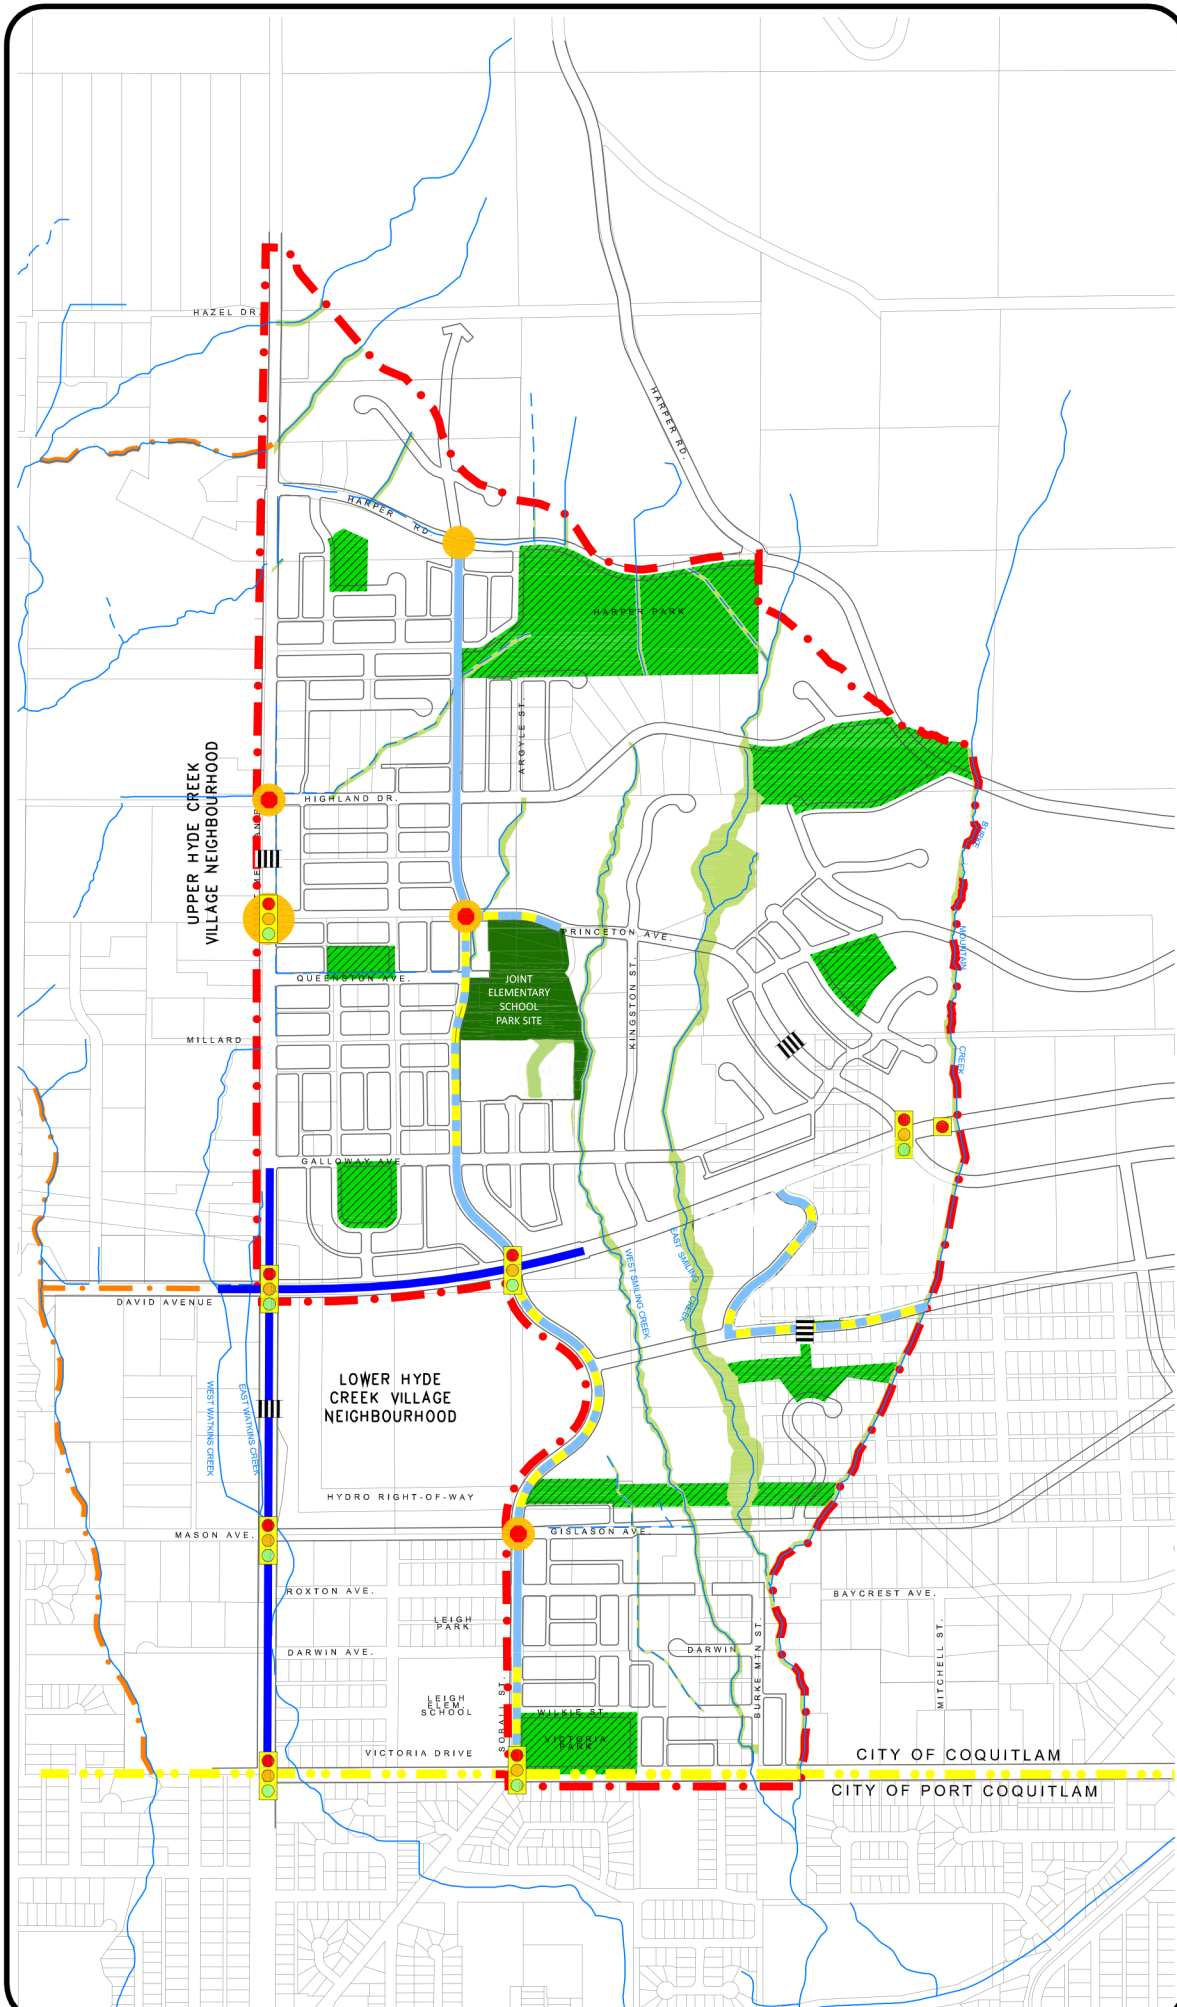 HAZEL DR.
HARPER RD.
HARPER RD.
HARPER PARK
ARGYLE ST.
UPPER HYDE CREEK
VILLAGE NEIGHBOURHOOD
HIGHLAND DR.
BURKE
MOUNTAIN
CREEK
PRINCETON AVE.
QUEENSTON AVE.
JOINT
ELEMENTARY
SCHOOL
PARK SITE
KINGSTON ST.
MILLARD
GALLOWAY AVE.
DAVID AVENUE
WEST SMILING CREEK
EAST SMILING
CREEK
LOWER HYDE
CREEK VILLAGE
NEIGHBOURHOOD
WEST WATKINS CREEK
EAST WATKINS CREEK
HYDRO RIGHT-OF-WAY
MASON AVE.
GISLASON AVE.
ROXTON AVE.
BAYCREST AVE.
LEIGH
PARK
DARWIN AVE.
DARWIN
BURKE MTN ST.
MITCHELL ST.
LEIGH
ELEM.
SCHOOL
SOBALL ST.
WILKIE ST.
VICTORIA
PARK
VICTORIA DRIVE
CITY OF COQUITLAM
CITY OF PORT COQUITLAM